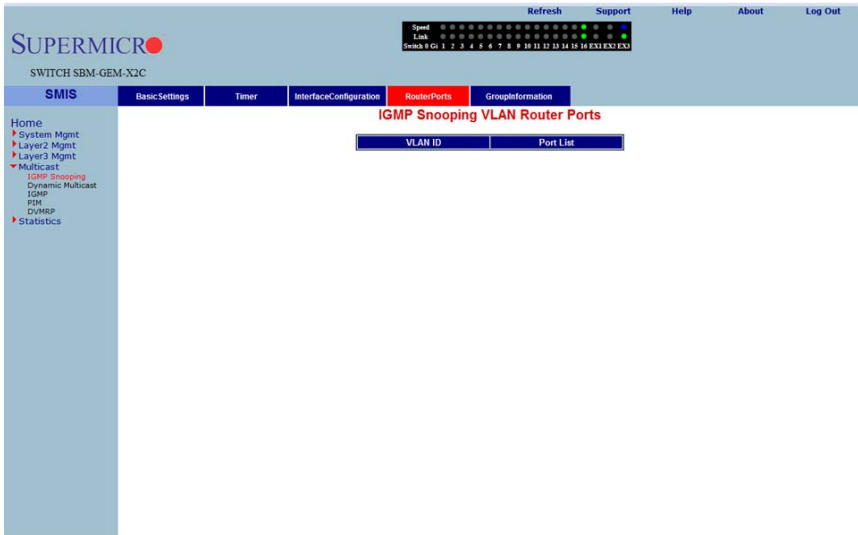 Refresh Support Help About Log Out
Speed
Link
Switch 0 Gi 1 2 3 4 5 6 7 8 9 10 11 12 13 14 15 16 EX1 EX2 EX3
SUPERMICRO
SWITCH SBM-GEM-X2C
SMIS
BasicSettings Timer InterfaceConfiguration RouterPorts GroupInformation
IGMP Snooping VLAN Router Ports
VLAN ID Port List
Home
System Mgmt
Layer2 Mgmt
Layer3 Mgmt
Multicast
IGMP Snooping
Dynamic Multicast
IGMP
PIM
DVMRP
Statistics